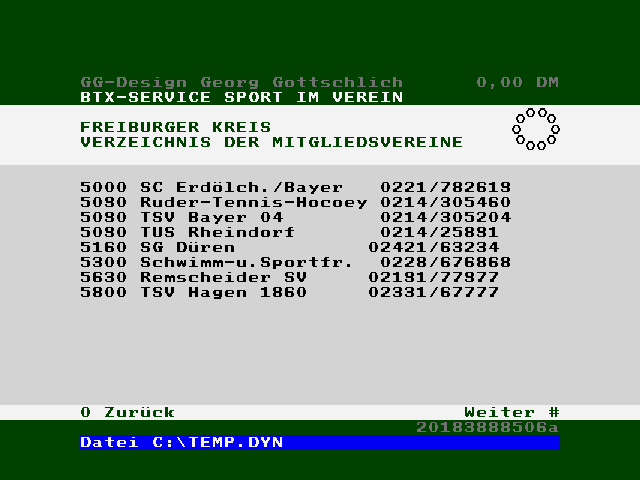 GG-Design Georg Gottschlich 0,00 DM
BTX-SERVICE SPORT IM VEREIN
FREIBURGER KREIS
VERZEICHNIS DER MITGLIEDSVEREINE
5000 SC Erdölch./Bayer 0221/782619
5090 Ruder-Tennis-Hocoey 0214/305460
5090 TSV Bayer 04 0214/305204
5090 TUS Rheindorf 0214/25891
5160 SG Düren 02421/63234
5300 Schwimm-u.Sportfr. 0228/676868
5630 Remscheider SV 02191/77977
5800 TSV Hagen 1860 02331/67777
0 Zurück Weiter #
20183888506a
Datei C:\TEMP.DYN